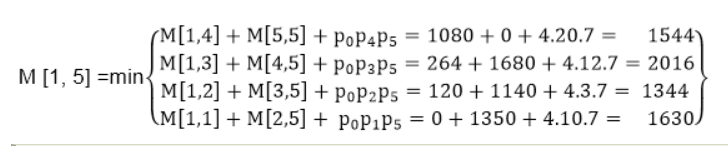 M[1,4] + M[5,5] + p₀p₄p₅ = 1080 + 0 + 4.20.7 = 1544
M [1, 5] =min M[1,3] + M[4,5] + p₀p₃p₅ = 264 + 1680 + 4.12.7 = 2016
M[1,2] + M[3,5] + p₀p₂p₅ = 120 + 1140 + 4.3.7 = 1344
M[1,1] + M[2,5] + p₀p₁p₅ = 0 + 1350 + 4.10.7 = 1630